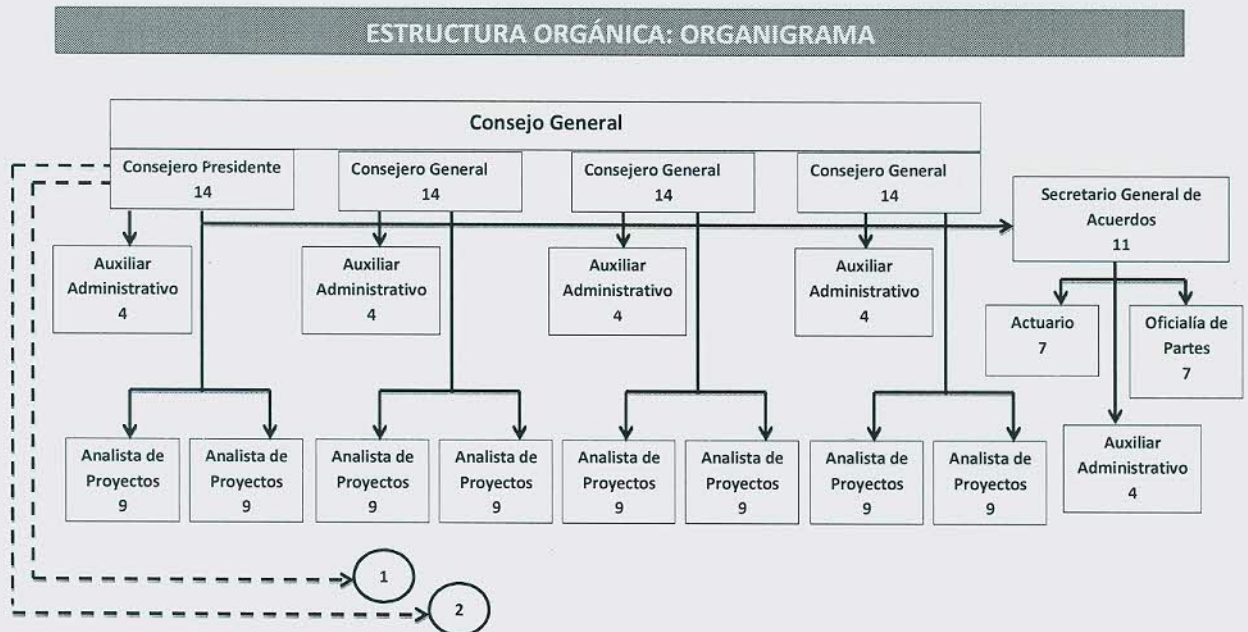 ESTRUCTURA ORGÁNICA: ORGANIGRAMA
Consejo General
Consejero Presidente
14
Consejero General
14
Consejero General
14
Consejero General
14
Secretario General de
Acuerdos
11
Auxiliar
Administrativo
4
Auxiliar
Administrativo
4
Auxiliar
Administrativo
4
Auxiliar
Administrativo
4
Actuario
7
Oficialía de
Partes
7
Analista de
Proyectos
9
Analista de
Proyectos
9
Analista de
Proyectos
9
Analista de
Proyectos
9
Analista de
Proyectos
9
Analista de
Proyectos
9
Analista de
Proyectos
9
Analista de
Proyectos
9
Auxiliar
Administrativo
4
1
2